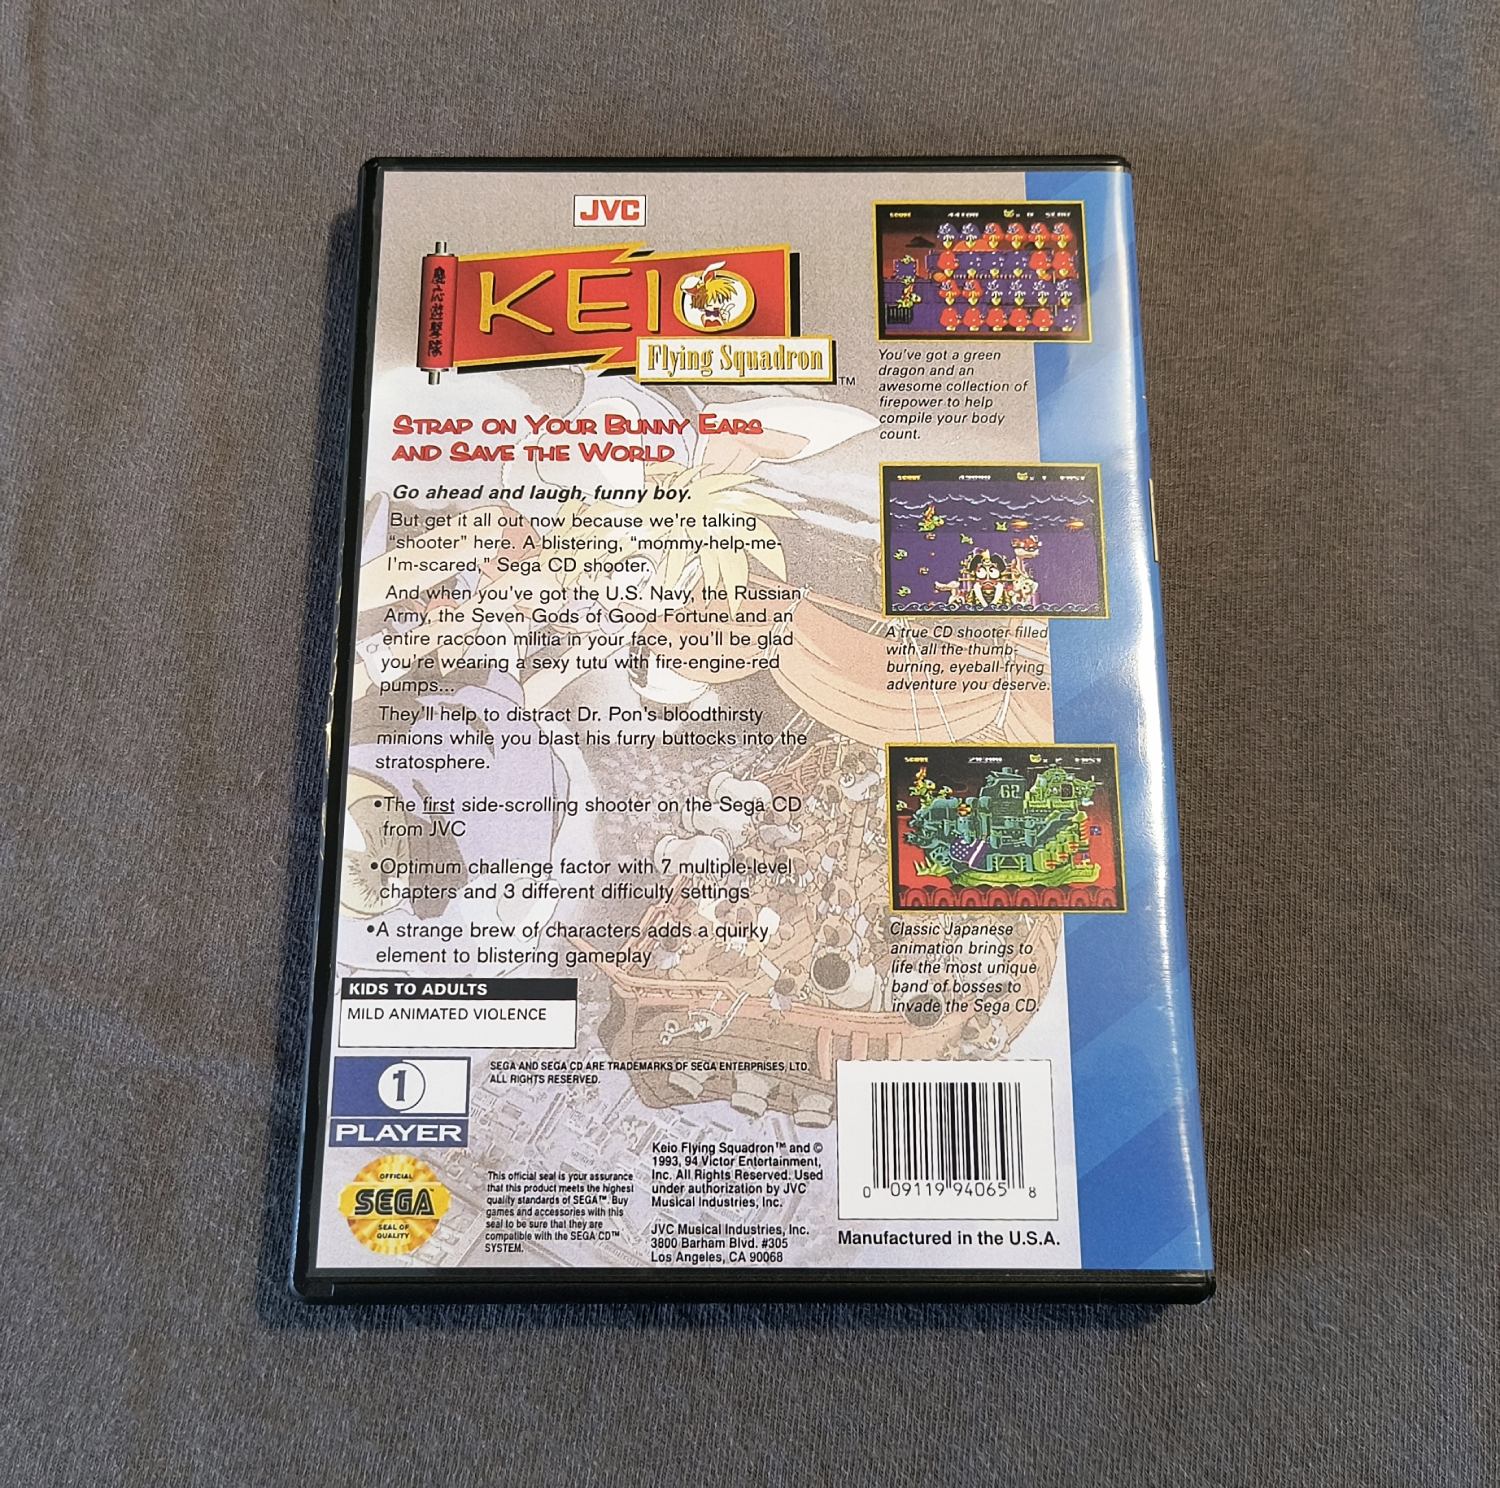 JVC
慶応遊撃隊
KEIO
Flying Squadron
TM
STRAP ON YOUR BUNNY EARS
AND SAVE THE WORLD
Go ahead and laugh, funny boy.
But get it all out now because we're talking
"shooter" here. A blistering, "mommy-help-me-
I'm-scared," Sega CD shooter.
And when you've got the U.S. Navy, the Russian
Army, the Seven Gods of Good Fortune and an
entire raccoon militia in your face, you'll be glad
you're wearing a sexy tutu with fire-engine-red
pumps...
They'll help to distract Dr. Pon's bloodthirsty
minions while you blast his furry buttocks into the
stratosphere.
•The first side-scrolling shooter on the Sega CD
from JVC
•Optimum challenge factor with 7 multiple-level
chapters and 3 different difficulty settings
•A strange brew of characters adds a quirky
element to blistering gameplay
SCORE
You've got a green
dragon and an
awesome collection of
firepower to help
compile your body
count.
SCORE
A true CD shooter filled
with all the thumb-
burning, eyeball-frying
adventure you deserve.
SCORE
62
Classic Japanese
animation brings to
life the most unique
band of bosses to
invade the Sega CD.
KIDS TO ADULTS
MILD ANIMATED VIOLENCE
1
PLAYER
SEGA AND SEGA CD ARE TRADEMARKS OF SEGA ENTERPRISES, LTD.
ALL RIGHTS RESERVED.
OFFICIAL
SEGA
SEAL OF
QUALITY
This official seal is your assurance
that this product meets the highest
quality standards of SEGA™. Buy
games and accessories with this
seal to be sure that they are
compatible with the SEGA CD™
SYSTEM.
Keio Flying Squadron™ and ©
1993, 94 Victor Entertainment,
Inc. All Rights Reserved. Used
under authorization by JVC
Musical Industries, Inc.
JVC Musical Industries, Inc.
3800 Barham Blvd. #305
Los Angeles, CA 90068
0 09119 94065 8
Manufactured in the U.S.A.